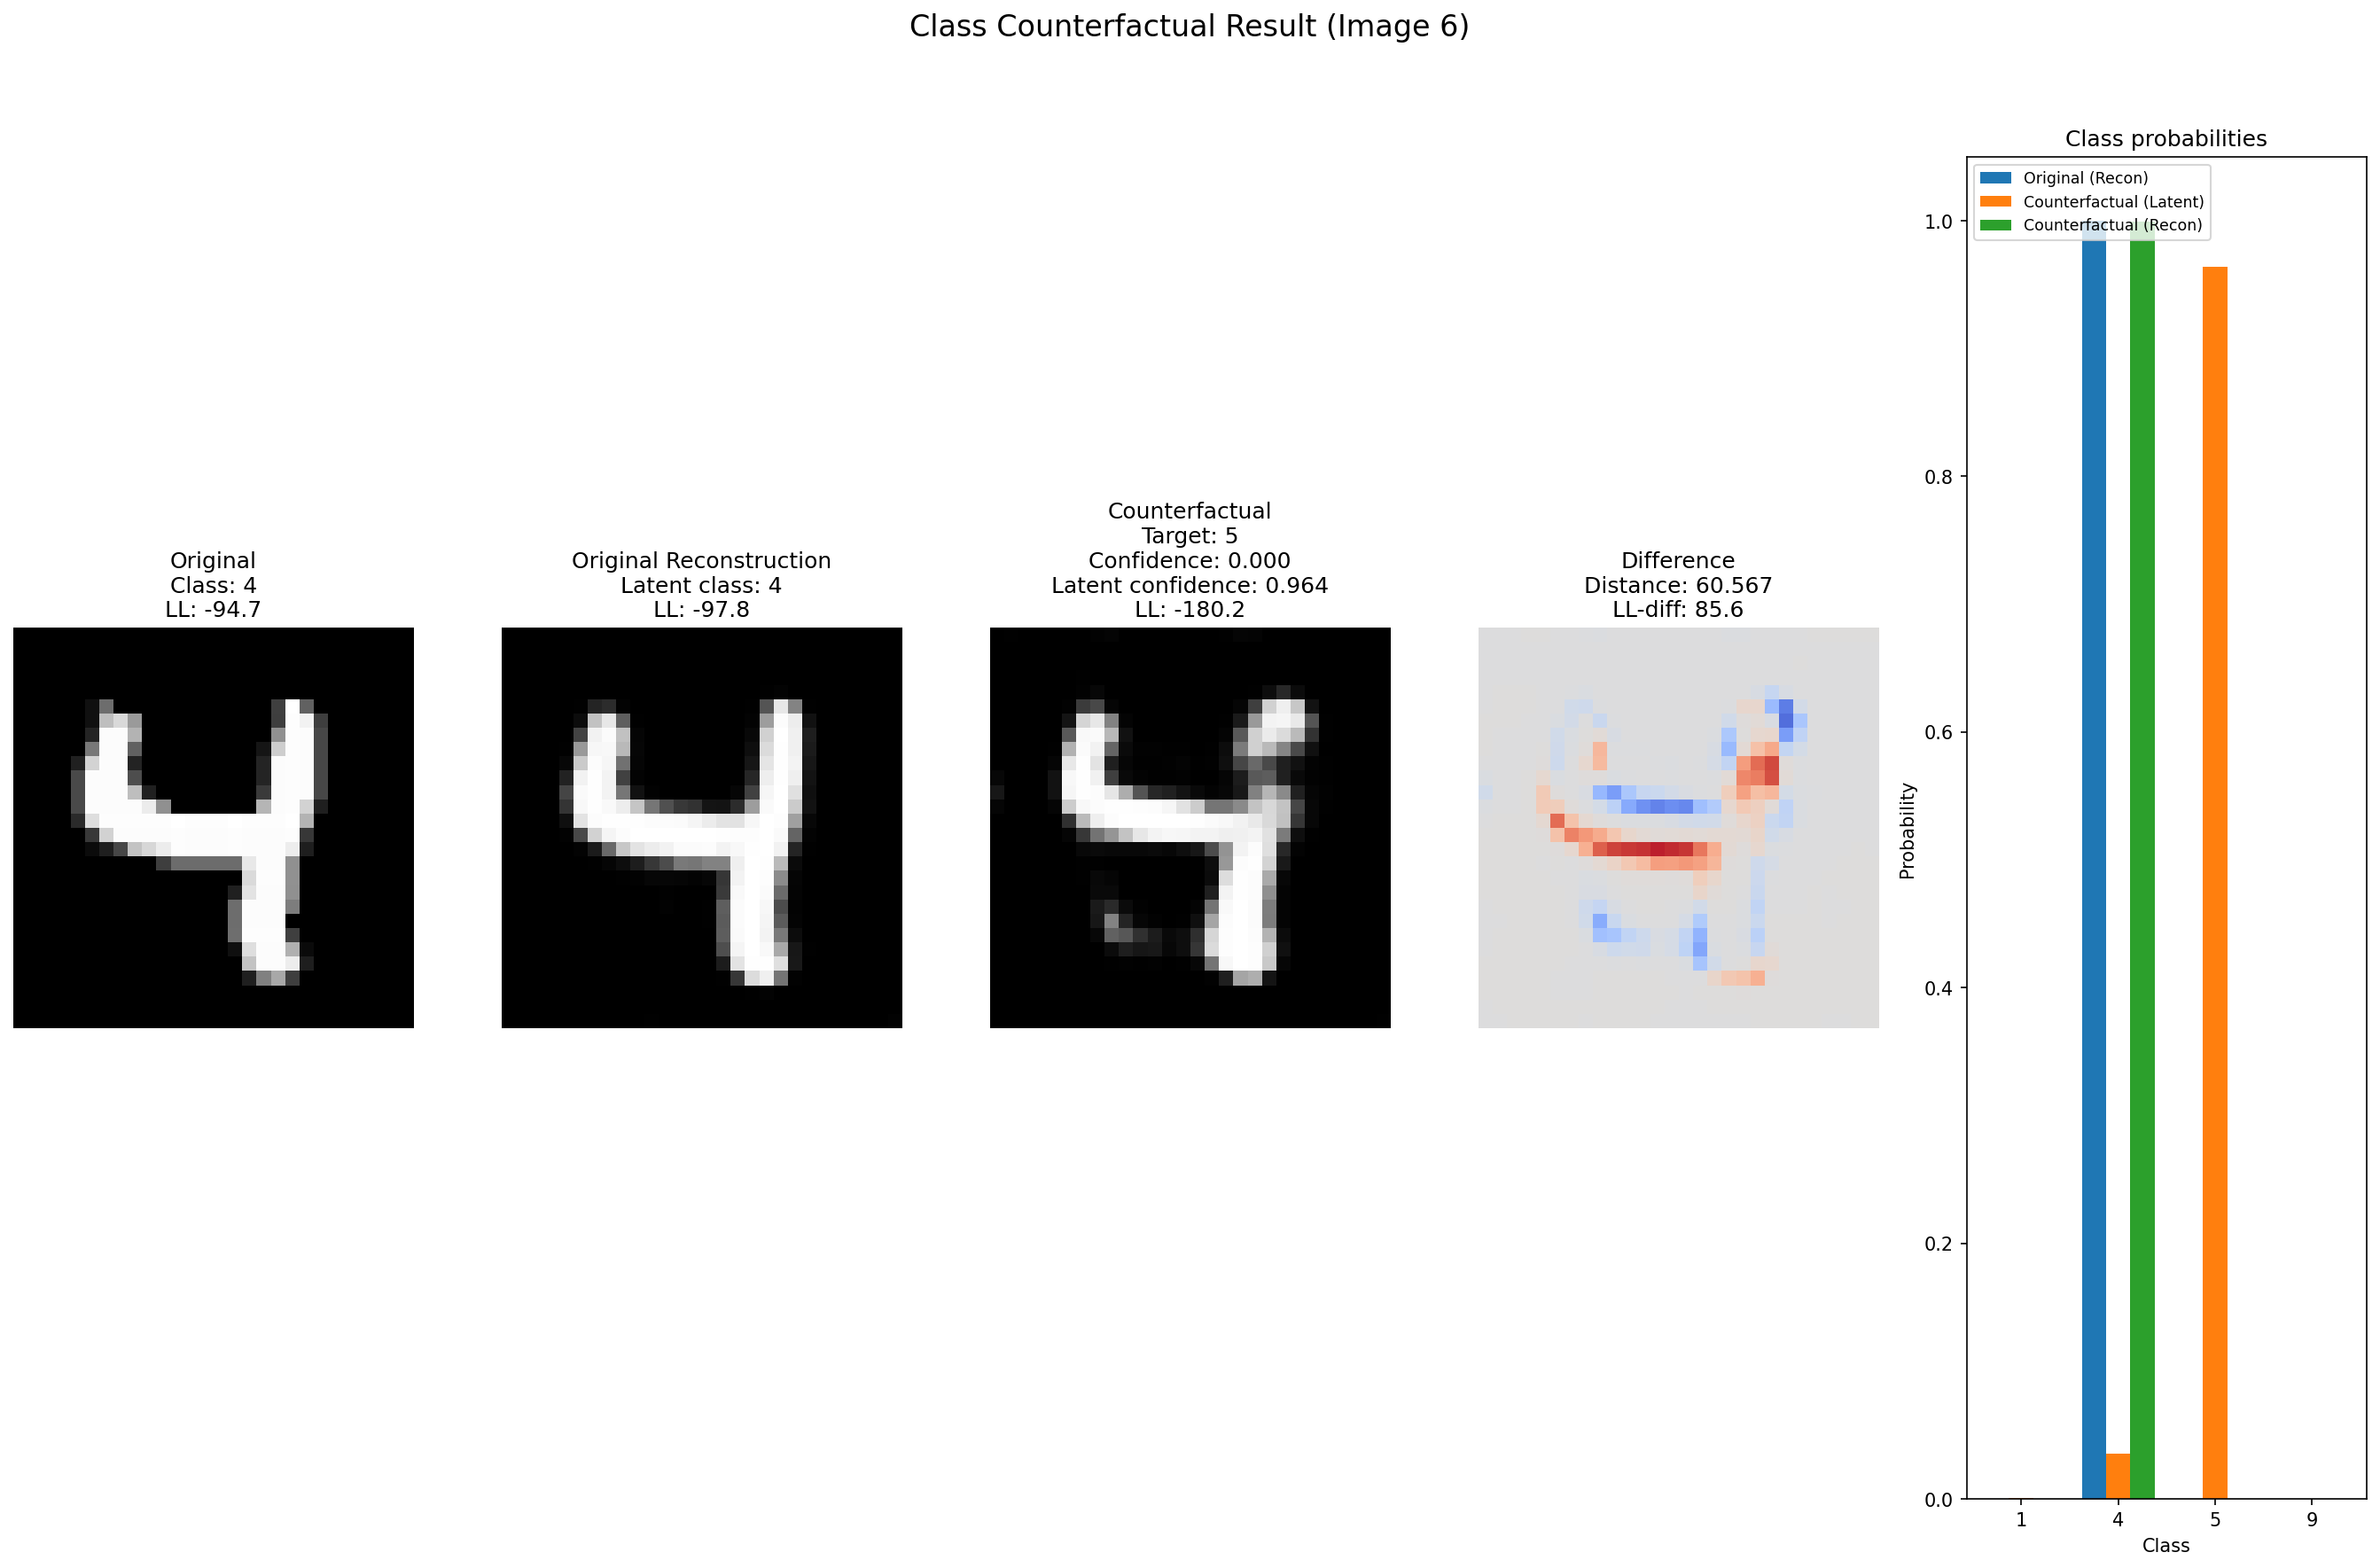 Class Counterfactual Result (Image 6)
Original
Class: 4
LL: -94.7
Original Reconstruction
Latent class: 4
LL: -97.8
Counterfactual
Target: 5
Confidence: 0.000
Latent confidence: 0.964
LL: -180.2
Difference
Distance: 60.567
LL-diff: 85.6
Class probabilities
Original (Recon)
Counterfactual (Latent)
Counterfactual (Recon)
1.0
0.8
0.6
0.4
0.2
0.0
Probability
1 4 5 9
Class
4
4
4